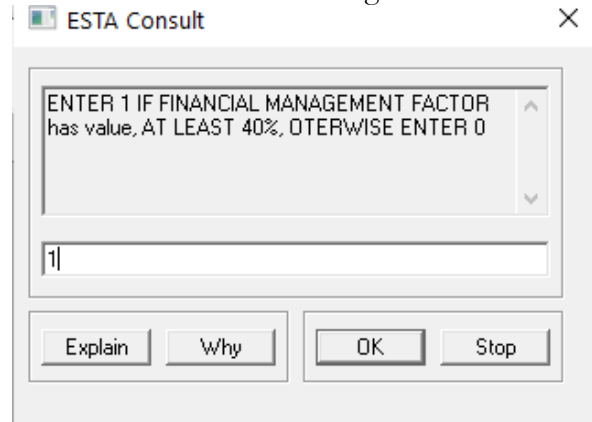 ESTA Consult
ENTER 1 IF FINANCIAL MANAGEMENT FACTOR
has value, AT LEAST 40%, OTERWISE ENTER 0
1
Explain Why OK Stop